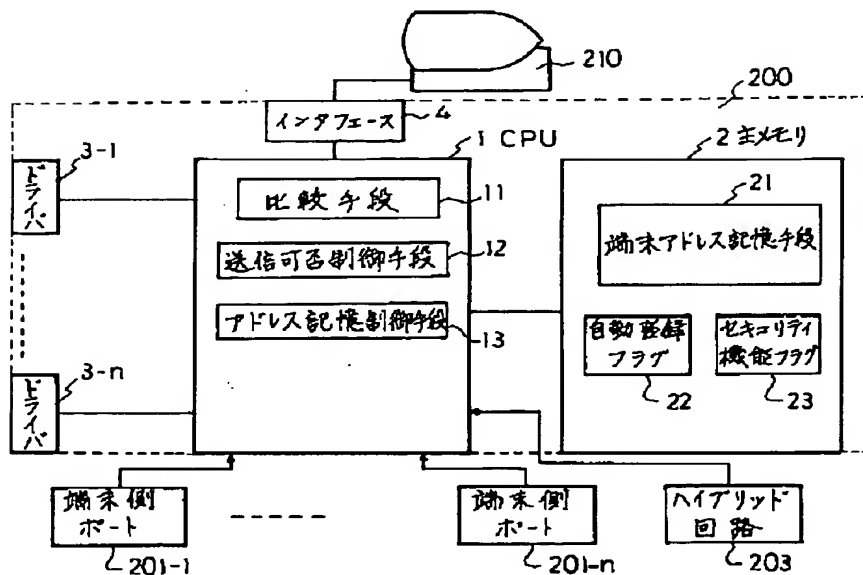 210
200
インタフェース
4
1 CPU
2 主メモリ
ドライバ
3-1
比較手段
11
送信可否制御手段
12
アドレス記憶制御手段
13
21
端末アドレス記憶手段
自動登録
フラグ
22
セキュリティ
機能フラグ
23
ドライバ
3-n
端末側
ポート
201-1
端末側
ポート
201-n
ハイブリッド
回路
203